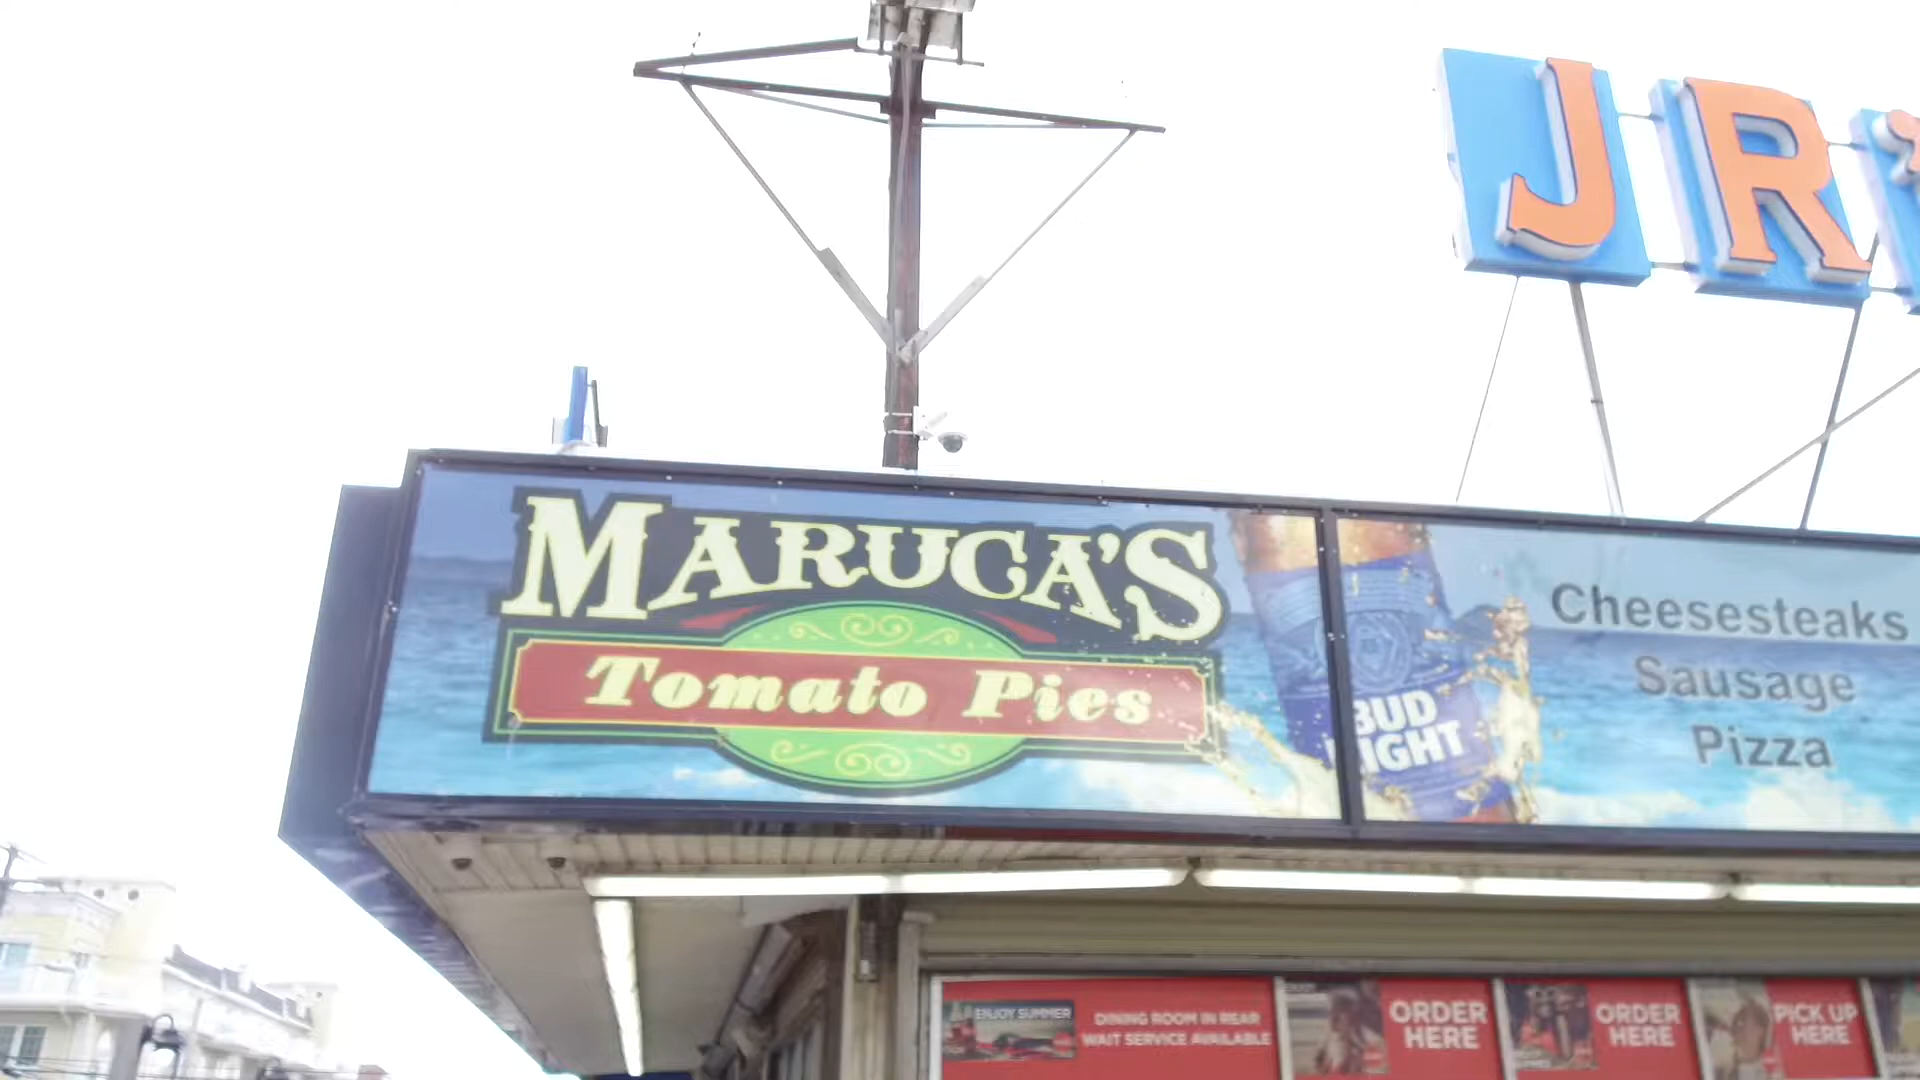 JR
MARUCA'S
Tomato Pies
BUD
LIGHT
Cheesesteaks
Sausage
Pizza
ENJOY SUMMER
DINING ROOM IN REAR
WAIT SERVICE AVAILABLE
ORDER
HERE
ORDER
HERE
PICK UP
HERE